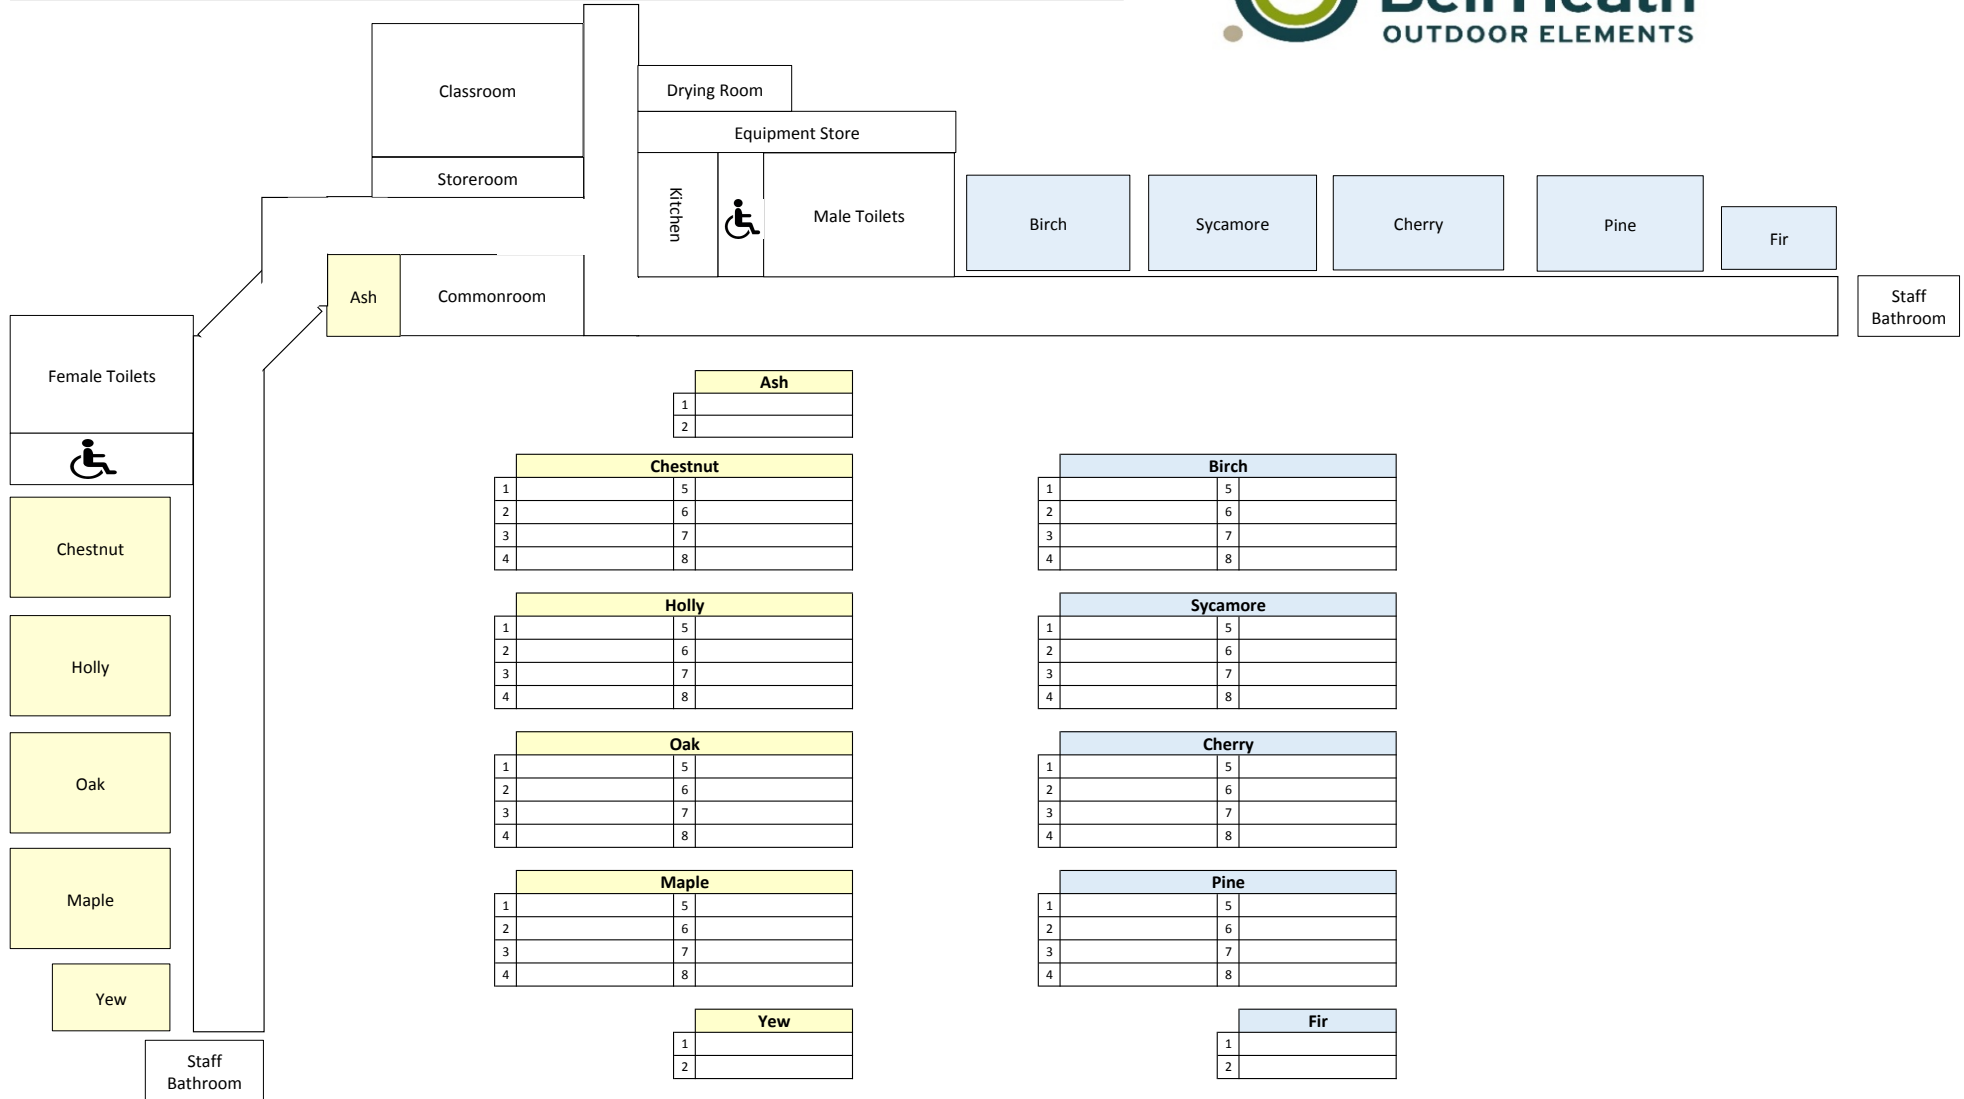 Bell Heath
OUTDOOR ELEMENTS
Classroom
Drying Room
Equipment Store
Storeroom
Kitchen
Male Toilets
Birch
Sycamore
Cherry
Pine
Fir
Ash
Commonroom
Staff
Bathroom
Female Toilets
Chestnut
Holly
Oak
Maple
Yew
Staff
Bathroom
Ash
1
2
Chestnut
1 5
2 6
3 7
4 8
Holly
1 5
2 6
3 7
4 8
Oak
1 5
2 6
3 7
4 8
Maple
1 5
2 6
3 7
4 8
Yew
1
2
Birch
1 5
2 6
3 7
4 8
Sycamore
1 5
2 6
3 7
4 8
Cherry
1 5
2 6
3 7
4 8
Pine
1 5
2 6
3 7
4 8
Fir
1
2